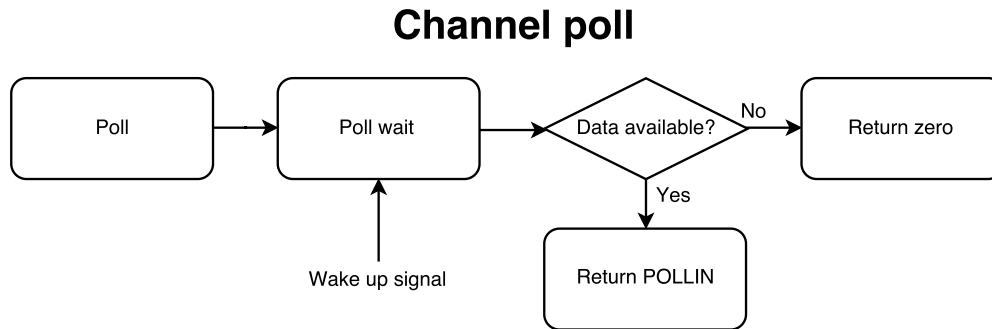 Channel poll
Poll
Poll wait
Data available?
No
Return zero
Yes
Wake up signal
Return POLLIN